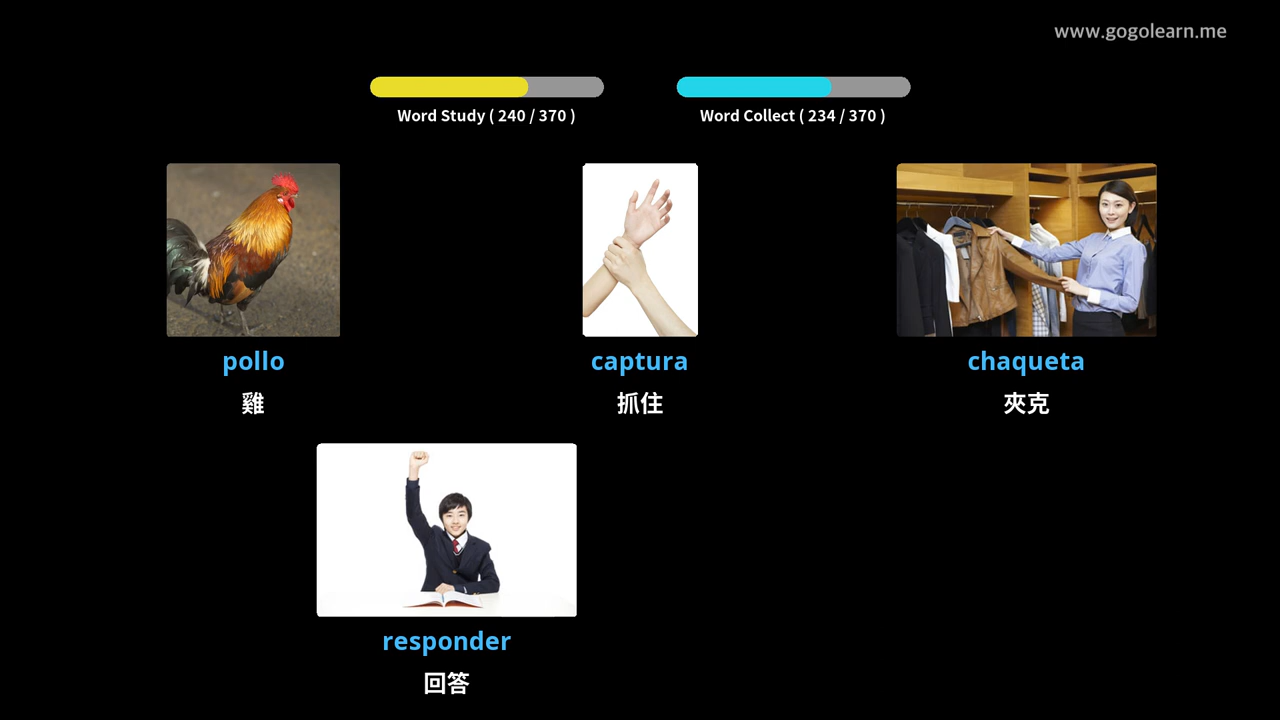 www.gogolearn.me
Word Study ( 240 / 370 )
Word Collect ( 234 / 370 )
pollo
雞
captura
抓住
chaqueta
夾克
responder
回答